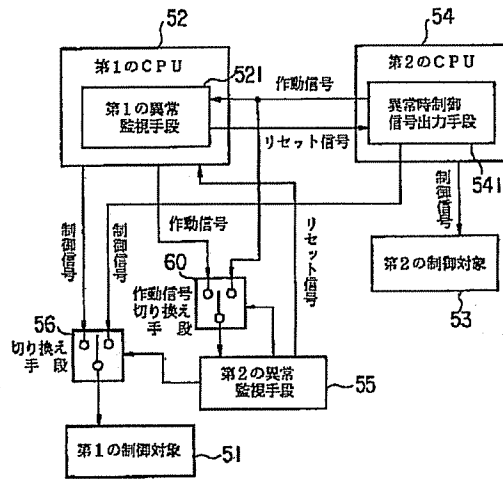 52
第1のCPU
521
第1の異常
監視手段
54
第2のCPU
異常時制御
信号出力手段
541
作動信号
リセット信号
制御信号
制御信号
作動信号
リセット信号
制御信号
60
作動信号
切り換え
手段
56
切り換え
手段
第2の異常
監視手段
55
第2の制御対象
53
第1の制御対象
51